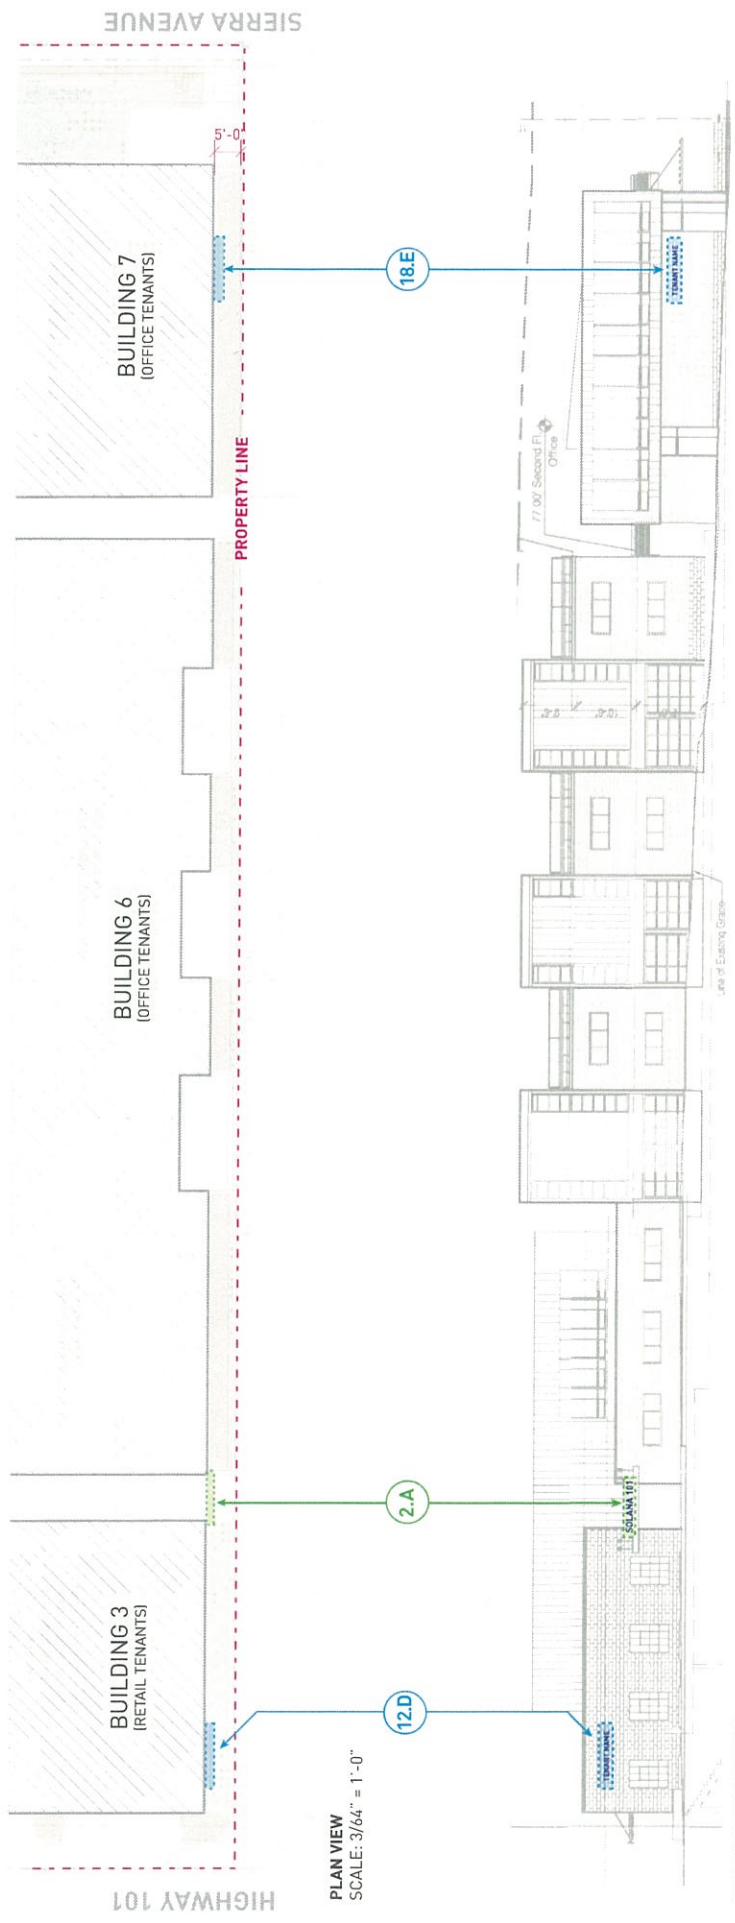 SIERRA AVENUE
5'-0
BUILDING 7
(OFFICE TENANTS)
18.E
TENANT NAME
PROPERTY LINE
77.00' Second Fl.
Office
BUILDING 6
(OFFICE TENANTS)
Line of Existing Grade
2.A
SOLANA 101
BUILDING 3
(RETAIL TENANTS)
12.D
TENANT NAME
PLAN VIEW
SCALE: 3/64" = 1'-0"
HIGHWAY 101